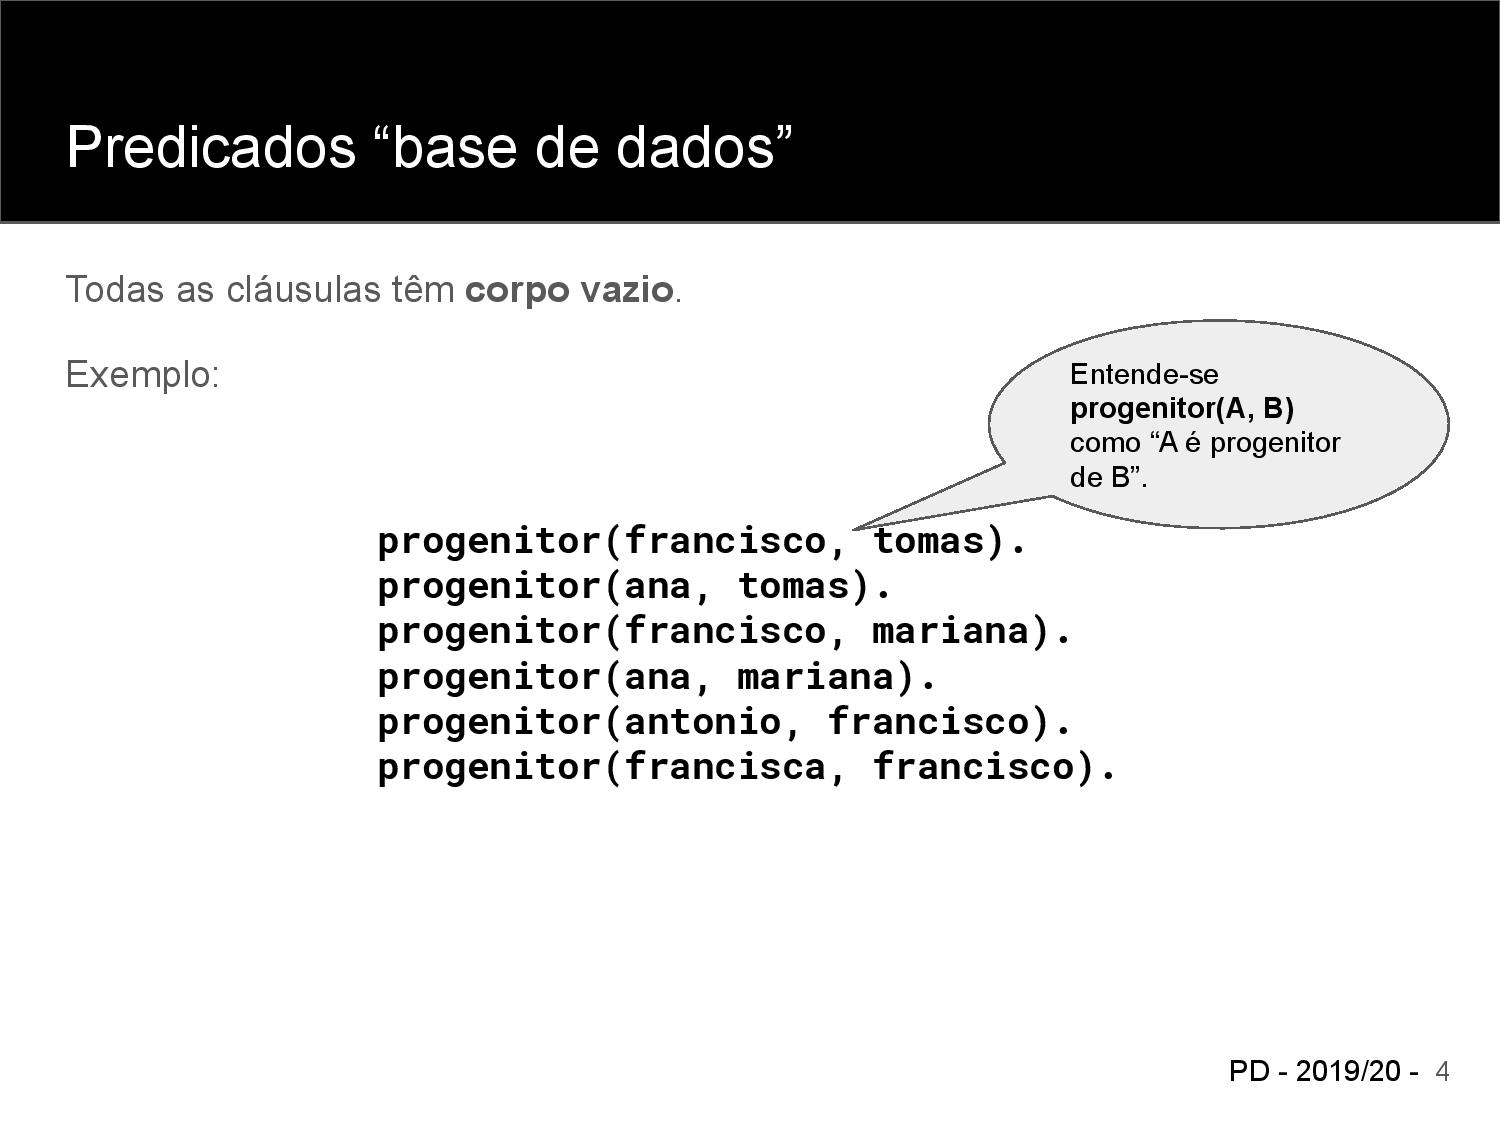 Predicados “base de dados”
Todas as cláusulas têm corpo vazio.
Exemplo:
Entende-se
progenitor(A, B)
como “A é progenitor
de B”.
progenitor(francisco, tomas).
progenitor(ana, tomas).
progenitor(francisco, mariana).
progenitor(ana, mariana).
progenitor(antonio, francisco).
progenitor(francisca, francisco).
PD - 2019/20 - 4